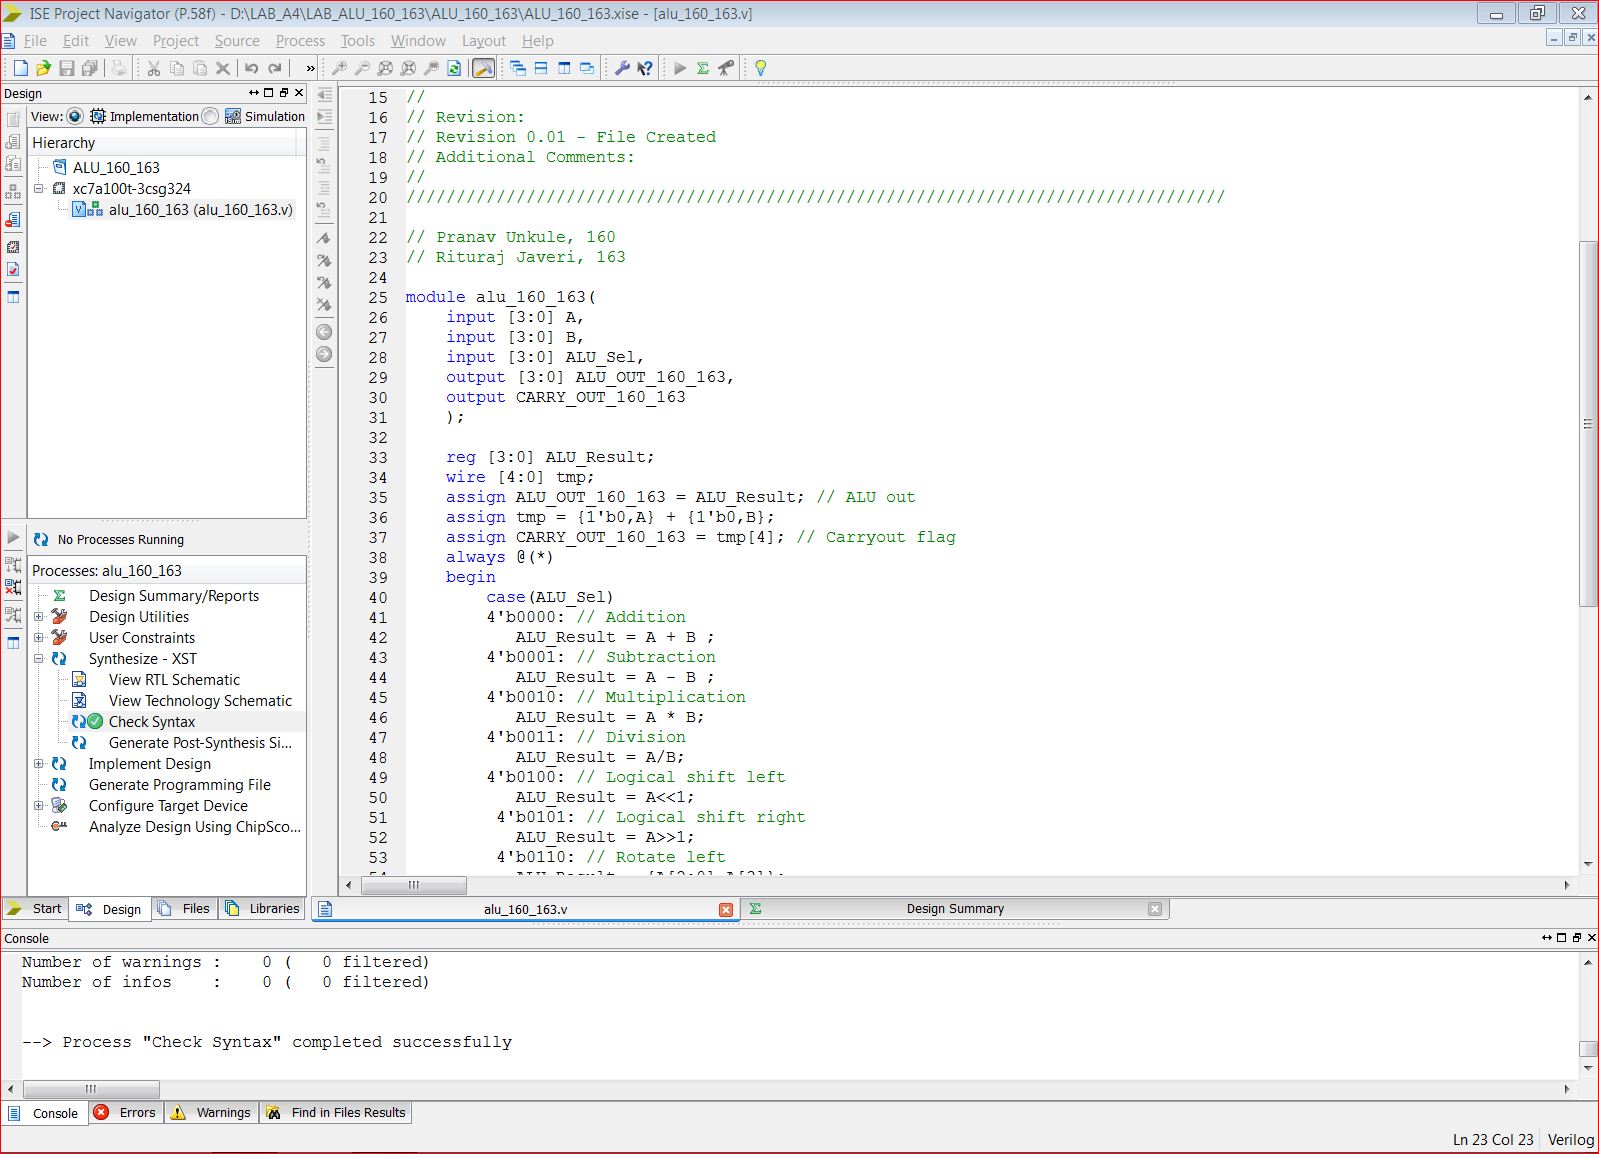 ISE Project Navigator (P.58f) - D:\LAB_A4\LAB_ALU_160_163\ALU_160_163\ALU_160_163.xise - [alu_160_163.v]
File Edit View Project Source Process Tools Window Layout Help
Design
View: Implementation Simulation
Hierarchy
ALU_160_163
xc7a100t-3csg324
alu_160_163 (alu_160_163.v)
No Processes Running
Processes: alu_160_163
Design Summary/Reports
Design Utilities
User Constraints
Synthesize - XST
View RTL Schematic
View Technology Schematic
Check Syntax
Generate Post-Synthesis Si...
Implement Design
Generate Programming File
Configure Target Device
Analyze Design Using ChipSco...
Start Design Files Libraries
15 //
16 // Revision:
17 // Revision 0.01 - File Created
18 // Additional Comments:
19 //
20 //////////////////////////////////////////////////////////////////////////////////
21
22 // Pranav Unkule, 160
23 // Rituraj Javeri, 163
24
25 module alu_160_163(
26 input [3:0] A,
27 input [3:0] B,
28 input [3:0] ALU_Sel,
29 output [3:0] ALU_OUT_160_163,
30 output CARRY_OUT_160_163
31 );
32
33 reg [3:0] ALU_Result;
34 wire [4:0] tmp;
35 assign ALU_OUT_160_163 = ALU_Result; // ALU out
36 assign tmp = {1'b0,A} + {1'b0,B};
37 assign CARRY_OUT_160_163 = tmp[4]; // Carryout flag
38 always @(*)
39 begin
40 case(ALU_Sel)
41 4'b0000: // Addition
42 ALU_Result = A + B ;
43 4'b0001: // Subtraction
44 ALU_Result = A - B ;
45 4'b0010: // Multiplication
46 ALU_Result = A * B;
47 4'b0011: // Division
48 ALU_Result = A/B;
49 4'b0100: // Logical shift left
50 ALU_Result = A<<1;
51 4'b0101: // Logical shift right
52 ALU_Result = A>>1;
53 4'b0110: // Rotate left
alu_160_163.v Design Summary
Console
Number of warnings : 0 ( 0 filtered)
Number of infos : 0 ( 0 filtered)
--> Process "Check Syntax" completed successfully
Console Errors Warnings Find in Files Results
Ln 23 Col 23 Verilog